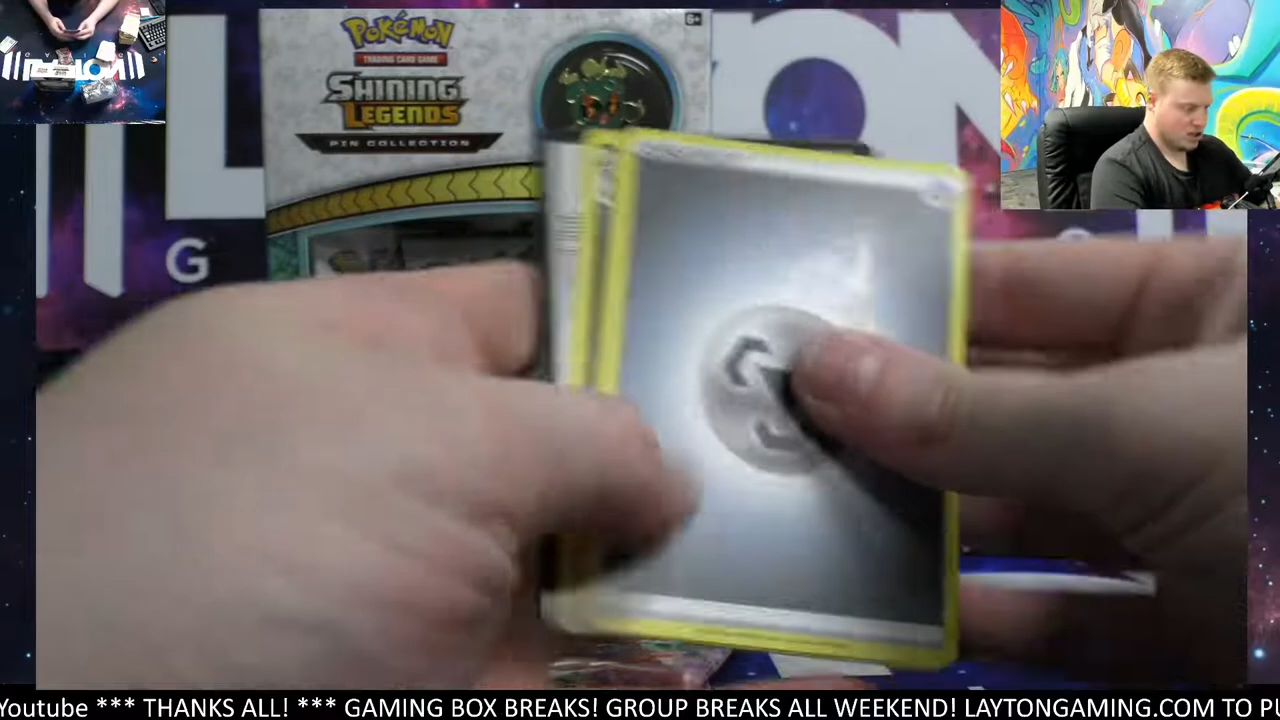 6+
POKéMON
TRADING CARD GAME
SHINING
LEGENDS
PIN COLLECTION
G
Youtube *** THANKS ALL! *** GAMING BOX BREAKS! GROUP BREAKS ALL WEEKEND! LAYTONGAMING.COM TO PU